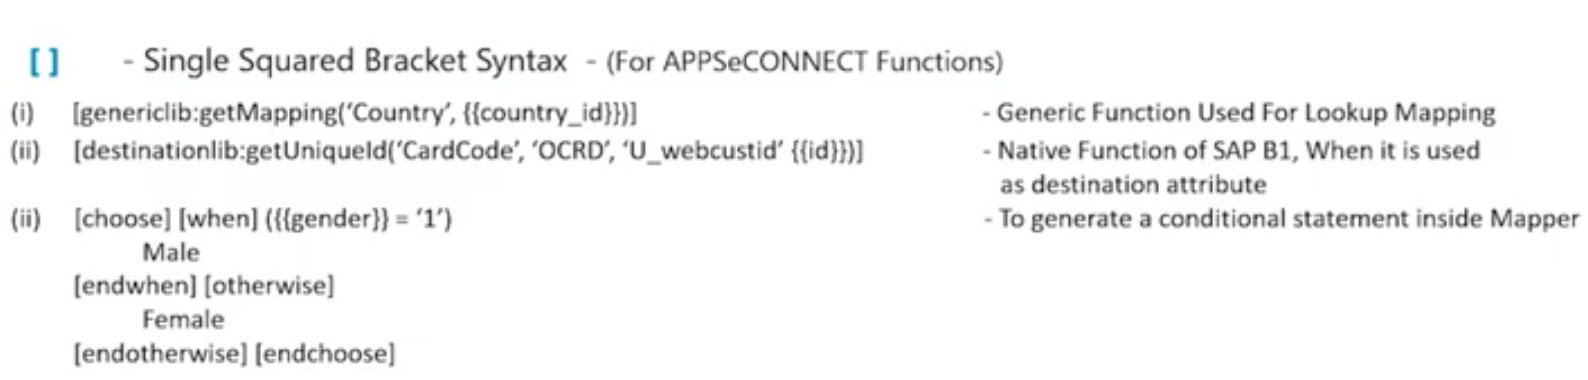 [ ] - Single Squared Bracket Syntax - (For APPSeCONNECT Functions)
(i) [genericlib:getMapping(‘Country’, {{country_id}})] - Generic Function Used For Lookup Mapping
(ii) [destinationlib:getUniqueId(‘CardCode’, ‘OCRD’, ‘U_webcustid’ {{id}})] - Native Function of SAP B1, When it is used
as destination attribute
(ii) [choose] [when] ({{gender}} = ‘1’) - To generate a conditional statement inside Mapper
Male
[endwhen] [otherwise]
Female
[endotherwise] [endchoose]